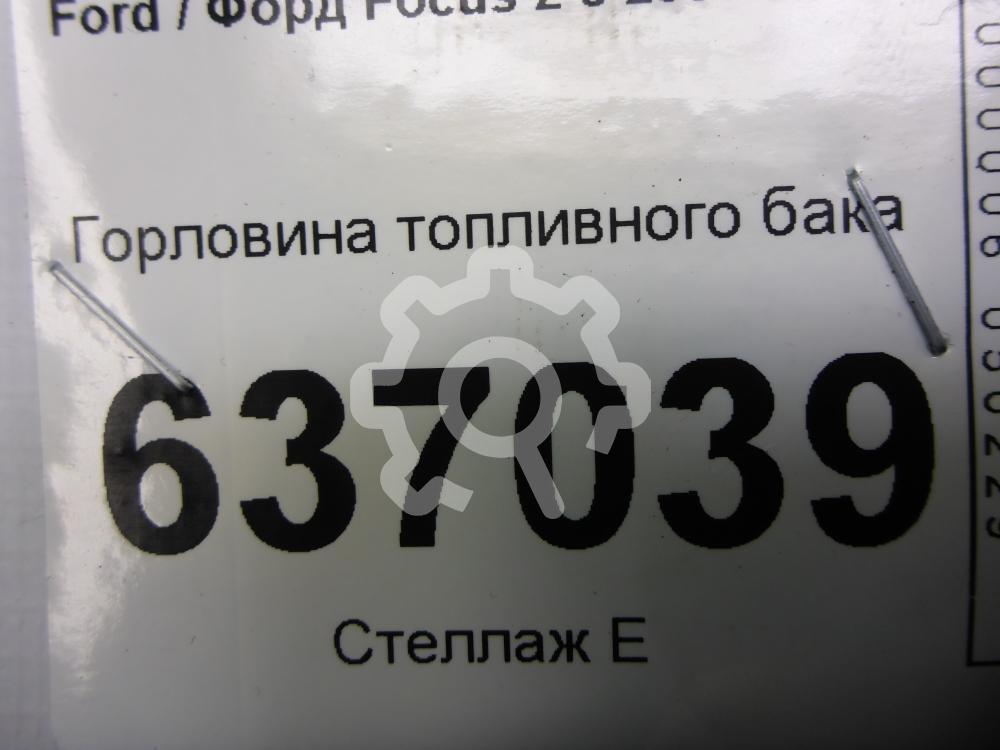 Ford / Форд Focus 2
Горловина топливного бака
637039
Стеллаж Е